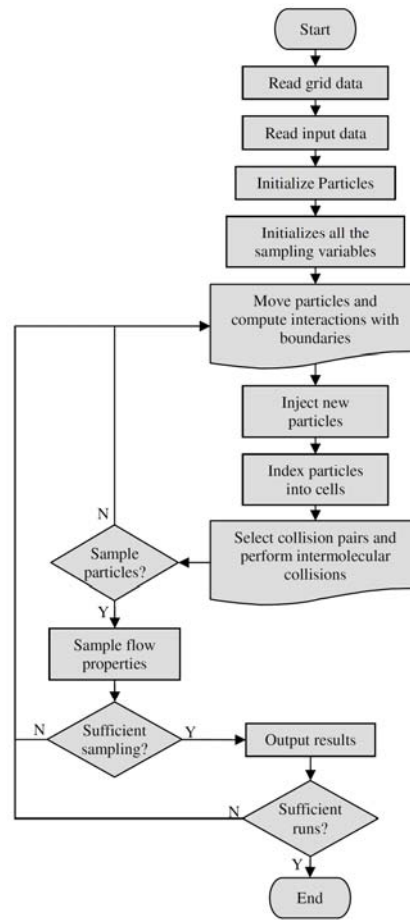 Start
Read grid data
Read input data
Initialize Particles
Initializes all the
sampling variables
Move particles and
compute interactions with
boundaries
Inject new
particles
Index particles
into cells
Select collision pairs and
perform intermolecular
collisions
N
Sample
particles?
Y
Sample flow
properties
N
Sufficient
sampling?
Y
Output results
N
Sufficient
runs?
Y
End